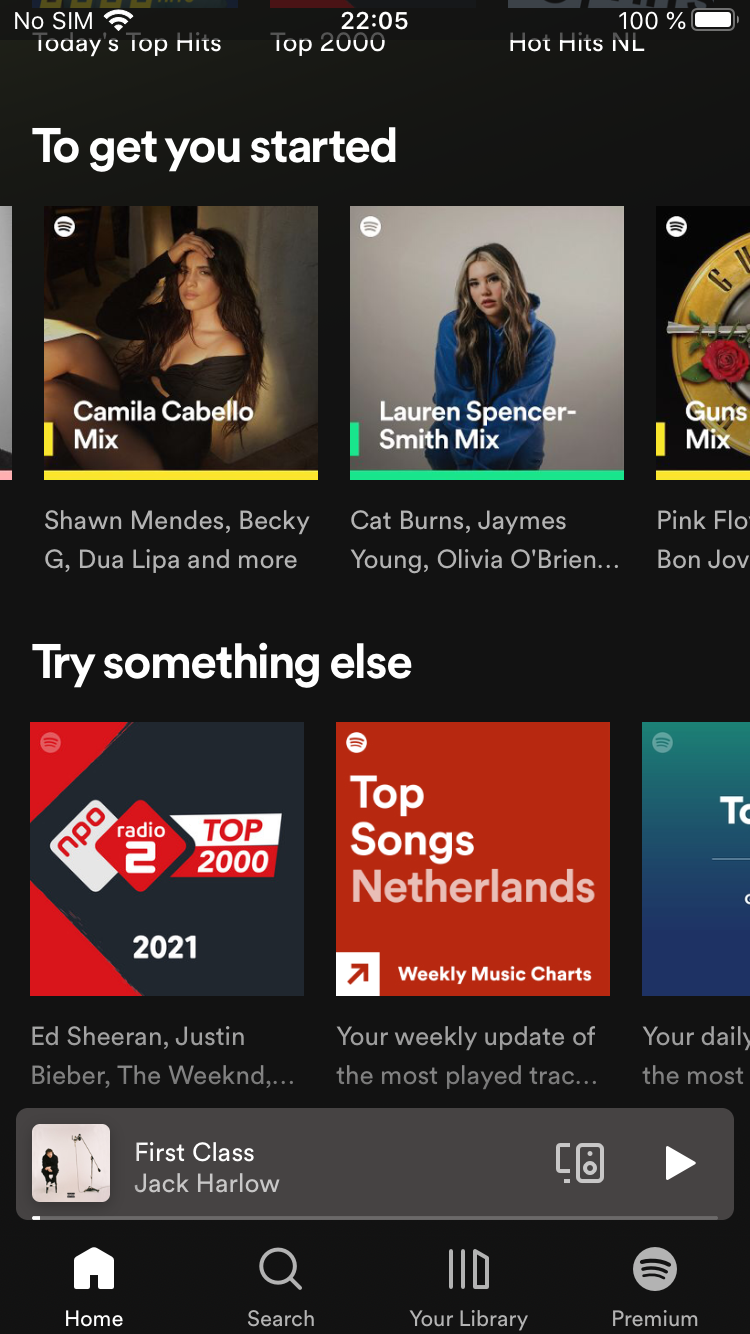 No SIM 22:05 100 %
Today's Top Hits Top 2000 Hot Hits NL
To get you started
Camila Cabello
Mix
Lauren Spencer-
Smith Mix
Guns
Mix
Shawn Mendes, Becky
G, Dua Lipa and more
Cat Burns, Jaymes
Young, Olivia O'Brien...
Pink Flo
Bon Jov
Try something else
npo
radio
2
TOP
2000
2021
Top
Songs
Netherlands
Weekly Music Charts
To
Ed Sheeran, Justin
Bieber, The Weeknd,...
Your weekly update of
the most played trac...
Your daily
the most
First Class
Jack Harlow
Home Search Your Library Premium